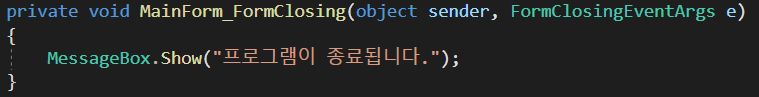 private void MainForm_FormClosing(object sender, FormClosingEventArgs e)
{
    MessageBox.Show("프로그램이 종료됩니다.");
}